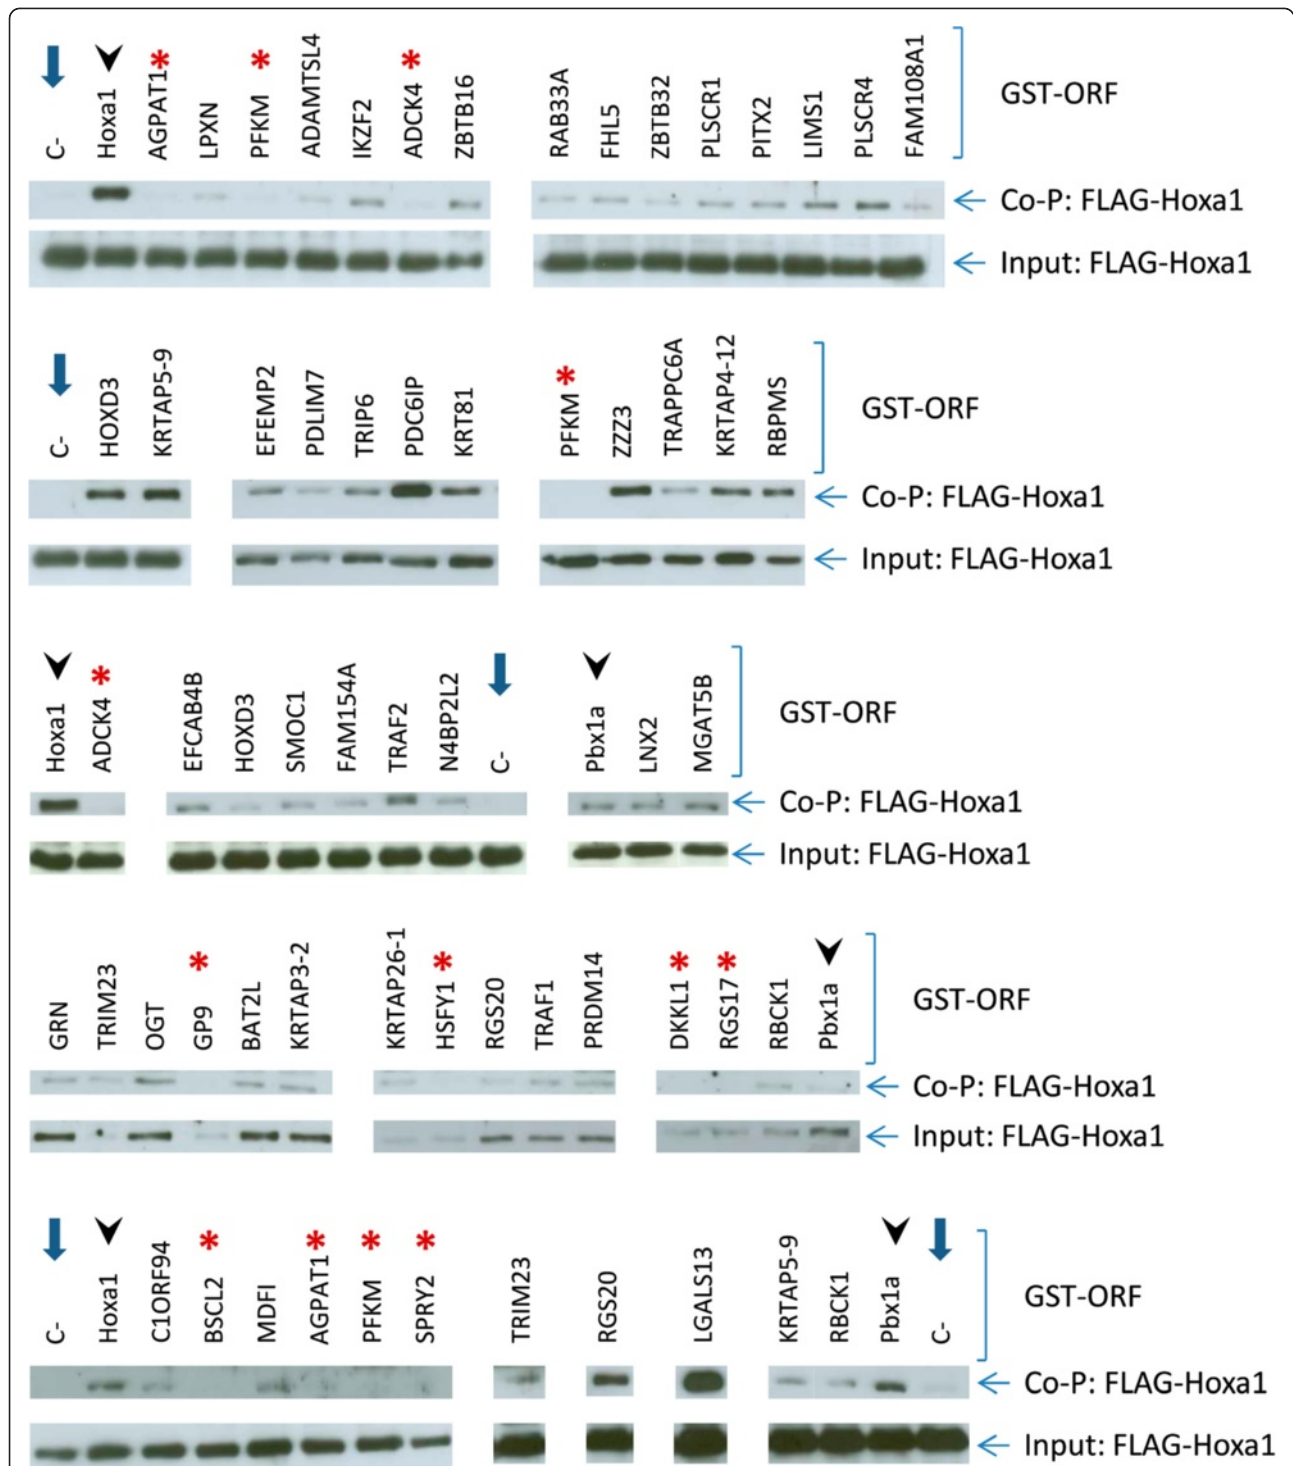 C- Hoxa1 AGPAT1* LPXN PFKM * ADAMTSL4 IKZF2 ADCK4 * ZBTB16 RAB33A FHL5 ZBTB32 PLSCR1 PITX2 LIMS1 PLSCR4 FAM108A1 GST-ORF
Co-P: FLAG-Hoxa1
Input: FLAG-Hoxa1
C- HOXD3 KRTAP5-9 EFEMP2 PDLIM7 TRIP6 PDC6IP KRT81 PFKM * ZZZ3 TRAPPC6A KRTAP4-12 RBPMS GST-ORF
Co-P: FLAG-Hoxa1
Input: FLAG-Hoxa1
Hoxa1 ADCK4 * EFCAB4B HOXD3 SMOC1 FAM154A TRAF2 N4BP2L2 C- Pbx1a LNX2 MGAT5B GST-ORF
Co-P: FLAG-Hoxa1
Input: FLAG-Hoxa1
GRN TRIM23 OGT GP9 * BAT2L KRTAP3-2 KRTAP26-1 HSFY1 * RGS20 TRAF1 PRDM14 DKKL1 * RGS17 * RBCK1 Pbx1a GST-ORF
Co-P: FLAG-Hoxa1
Input: FLAG-Hoxa1
C- Hoxa1 C1ORF94 BSCL2 * MDFI AGPAT1 * PFKM * SPRY2 * TRIM23 RGS20 LGALS13 KRTAP5-9 RBCK1 Pbx1a C- GST-ORF
Co-P: FLAG-Hoxa1
Input: FLAG-Hoxa1